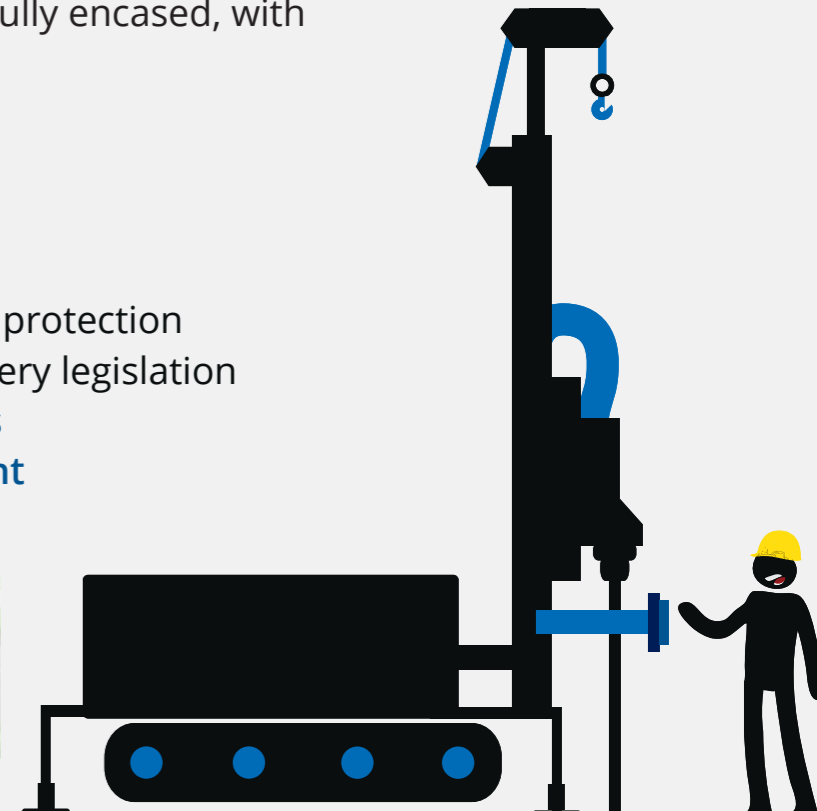 ully encased, with
protection
ery legislation
s
nt